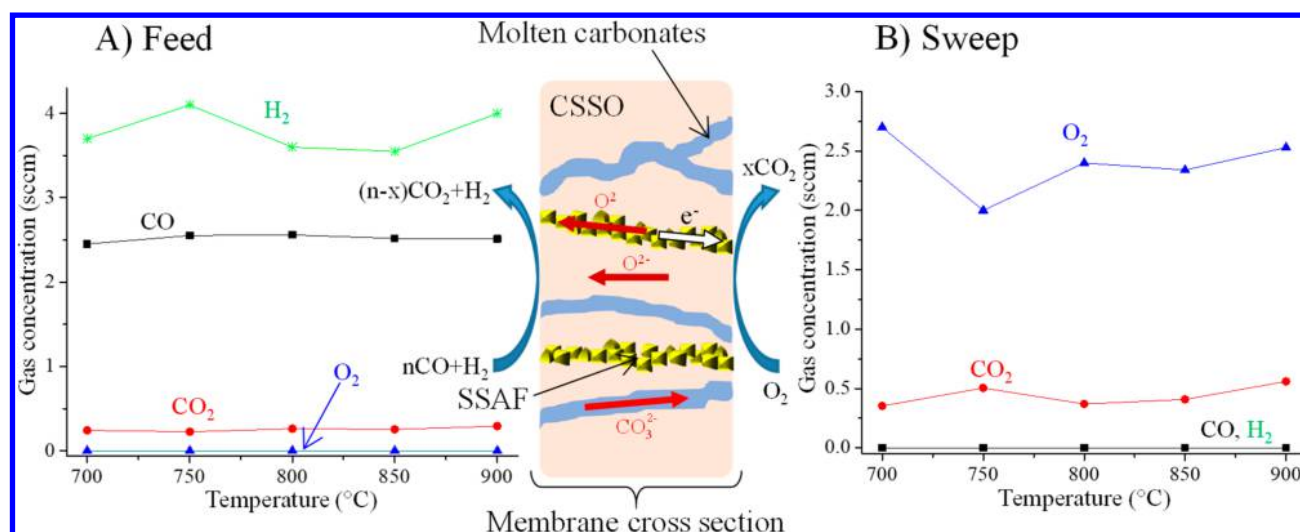 A) Feed
Gas concentration (sccm)
4
3
2
1
0
H₂
CO
CO₂
O₂
700 750 800 850 900
Temperature (°C)
Molten carbonates
CSSO
(n-x)CO₂+H₂
xCO₂
O²
e⁻
O²⁻
nCO+H₂
O₂
SSAF
CO₃²⁻
Membrane cross section
B) Sweep
Gas concentration (sccm)
3.0
2.5
2.0
1.5
1.0
0.5
0.0
O₂
CO₂
CO, H₂
700 750 800 850 900
Temperature (°C)